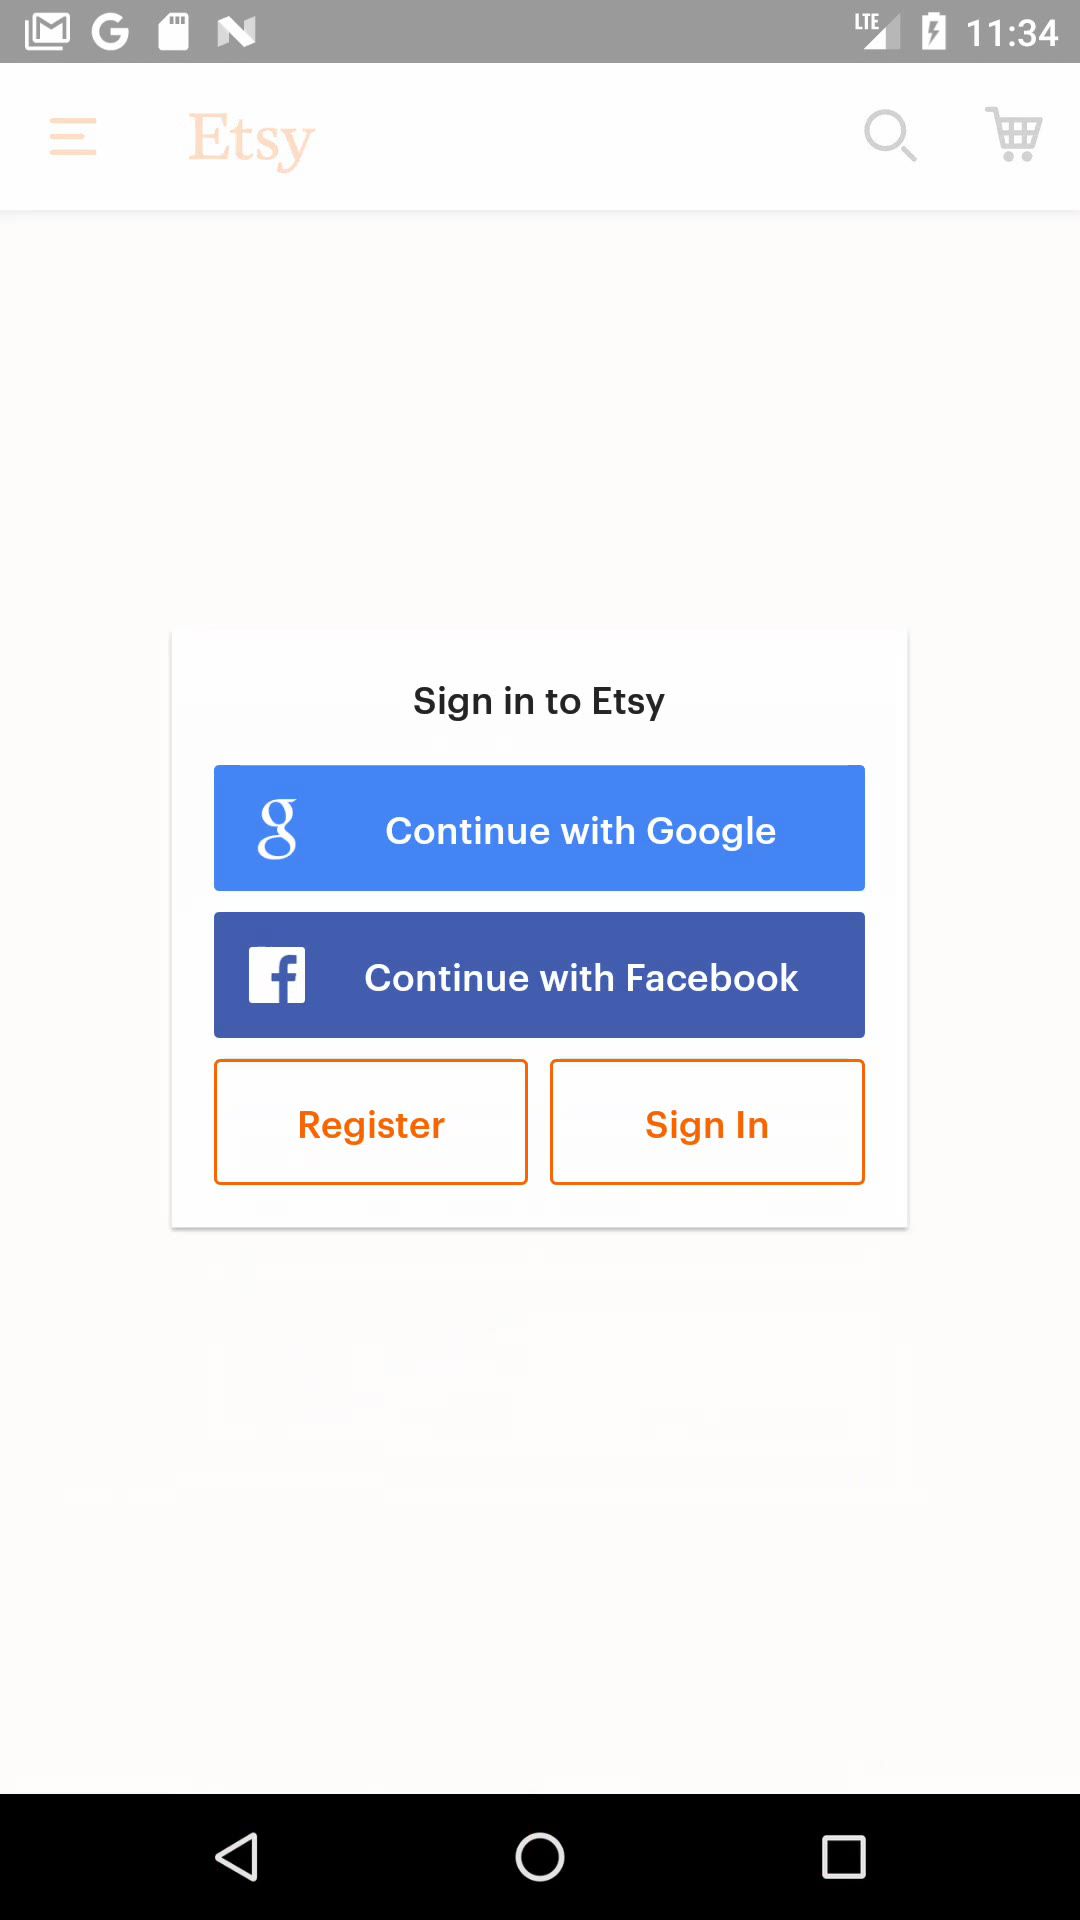 LTE 11:34
Etsy
Sign in to Etsy
Continue with Google
Continue with Facebook
Register
Sign In